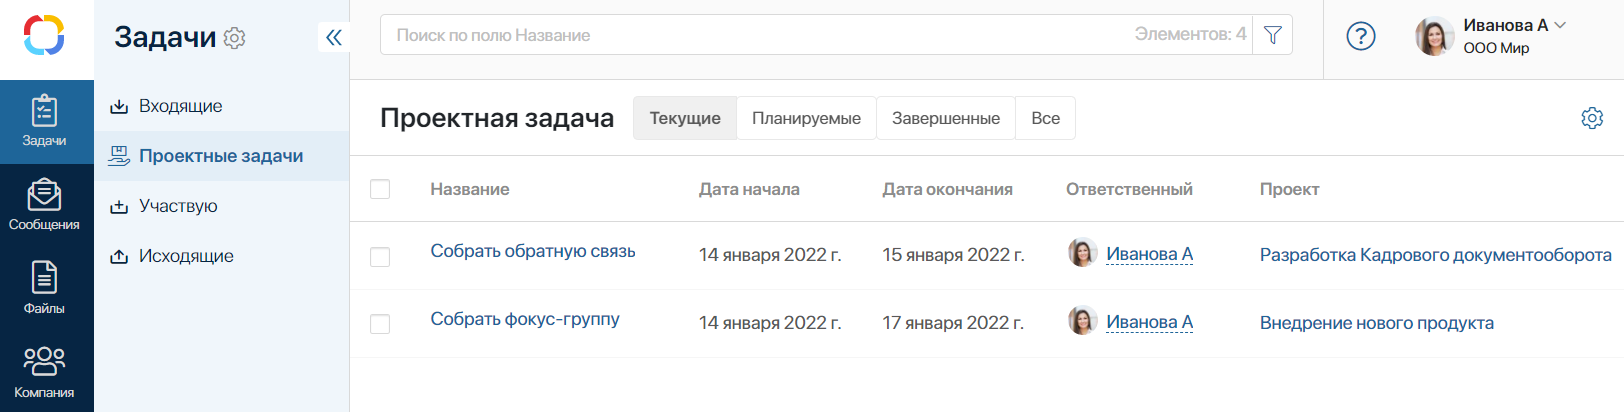 Задачи
Поиск по полю Название
Элементов: 4
?
Иванова А
ООО Мир
Задачи
Сообщения
Файлы
Компания
Входящие
Проектные задачи
Участвую
Исходящие
Проектная задача
Текущие Планируемые Завершенные Все
Название Дата начала Дата окончания Ответственный Проект
Собрать обратную связь 14 января 2022 г. 15 января 2022 г. Иванова А Разработка Кадрового документооборота
Собрать фокус-группу 14 января 2022 г. 17 января 2022 г. Иванова А Внедрение нового продукта